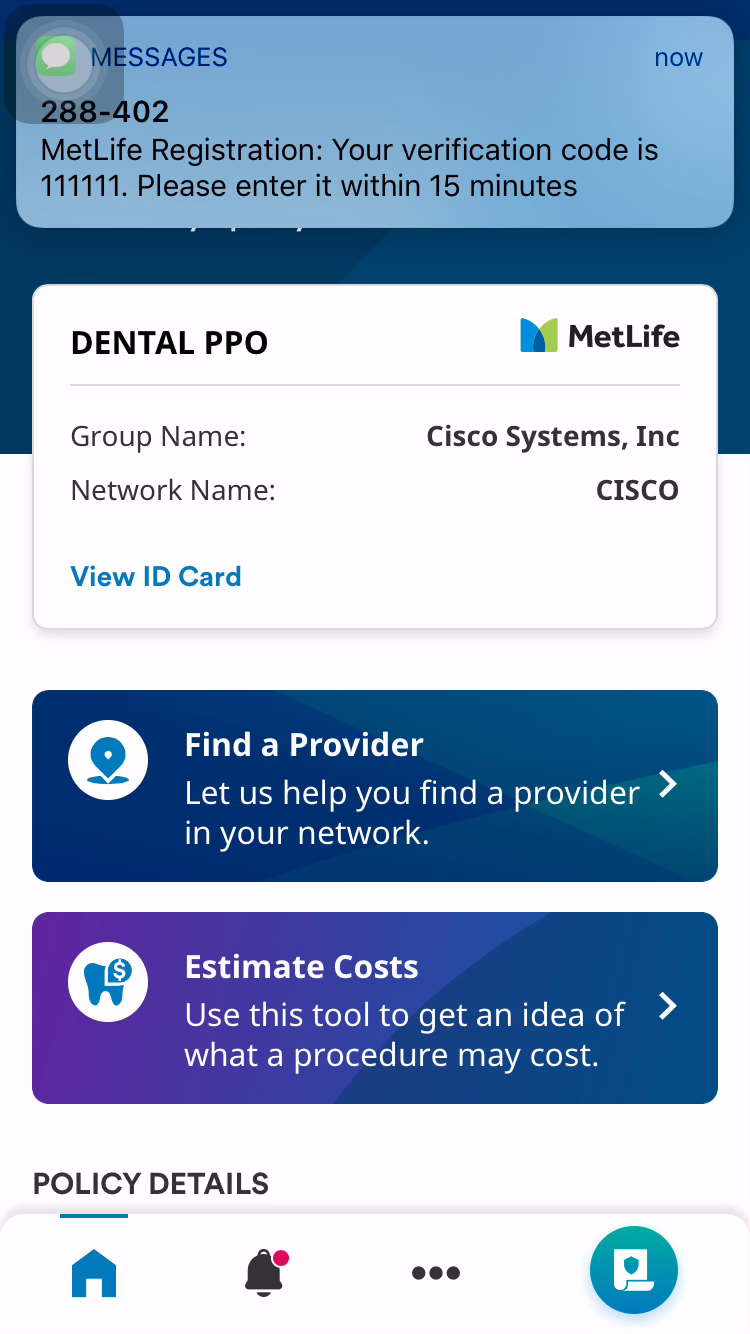 MESSAGES
now
288-402
MetLife Registration: Your verification code is
111111. Please enter it within 15 minutes
DENTAL PPO
MetLife
Group Name:
Cisco Systems, Inc
Network Name:
CISCO
View ID Card
Find a Provider
Let us help you find a provider
in your network.
$
Estimate Costs
Use this tool to get an idea of
what a procedure may cost.
POLICY DETAILS